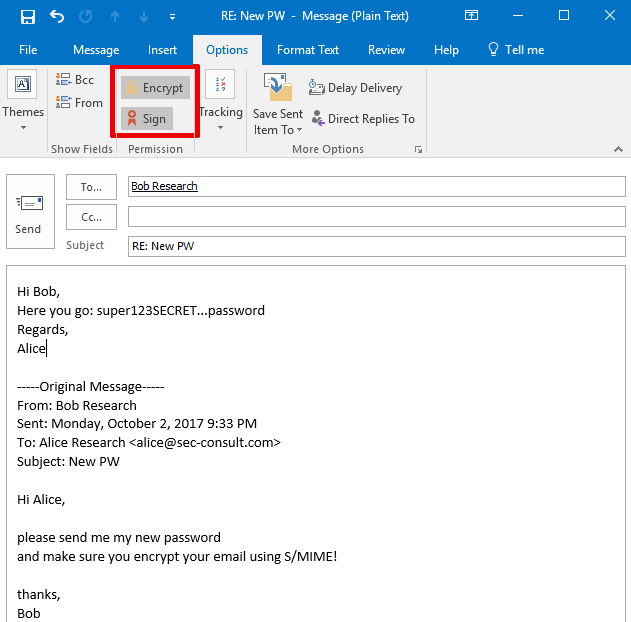 RE: New PW - Message (Plain Text)
File Message Insert Options Format Text Review Help Tell me
Themes
Bcc
From
Show Fields
Encrypt
Sign
Permission
Tracking
Save Sent
Item To
Delay Delivery
Direct Replies To
More Options
Send
To...
Bob Research
Cc...
Subject
RE: New PW
Hi Bob,
Here you go: super123SECRET...password
Regards,
Alice
-----Original Message-----
From: Bob Research
Sent: Monday, October 2, 2017 9:33 PM
To: Alice Research <alice@sec-consult.com>
Subject: New PW
Hi Alice,
please send me my new password
and make sure you encrypt your email using S/MIME!
thanks,
Bob